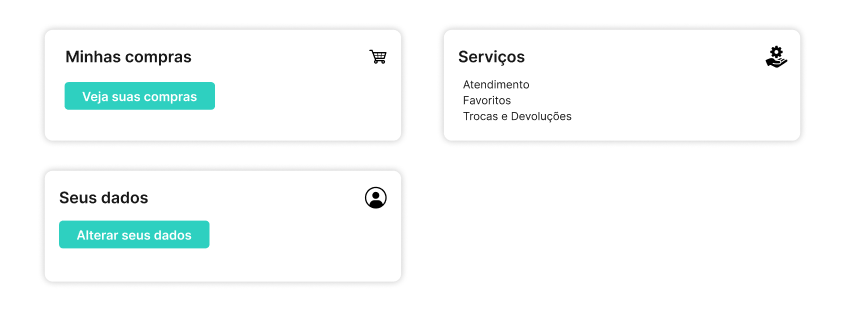 Minhas compras
Veja suas compras
Serviços
Atendimento
Favoritos
Trocas e Devoluções
Seus dados
Alterar seus dados